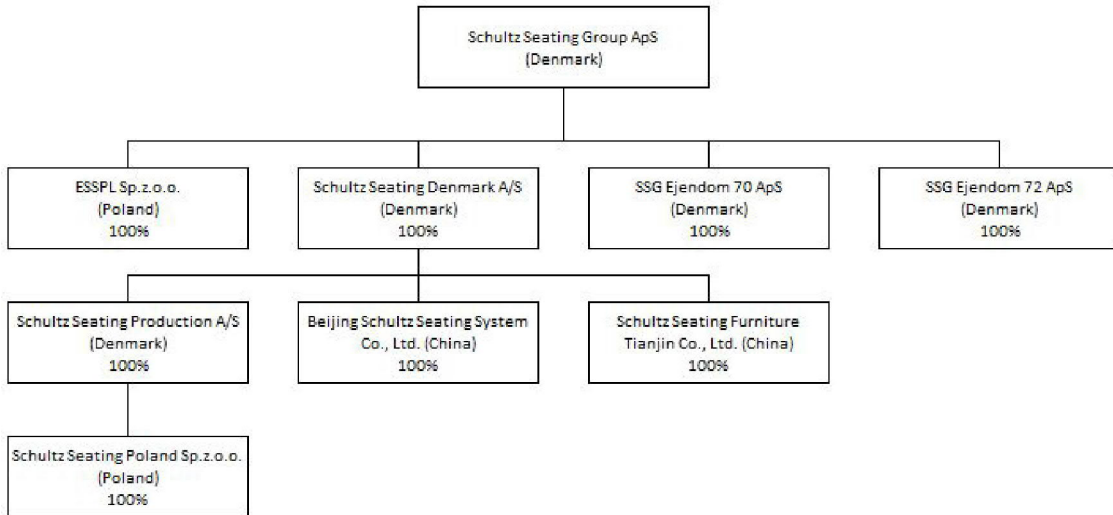 Schultz Seating Group ApS
(Denmark)
ESSPL Sp.z.o.o.
(Poland)
100%
Schultz Seating Denmark A/S
(Denmark)
100%
SSG Ejendom 70 ApS
(Denmark)
100%
SSG Ejendom 72 ApS
(Denmark)
100%
Schultz Seating Production A/S
(Denmark)
100%
Beijing Schultz Seating System
Co., Ltd. (China)
100%
Schultz Seating Furniture
Tianjin Co., Ltd. (China)
100%
Schultz Seating Poland Sp.z.o.o.
(Poland)
100%